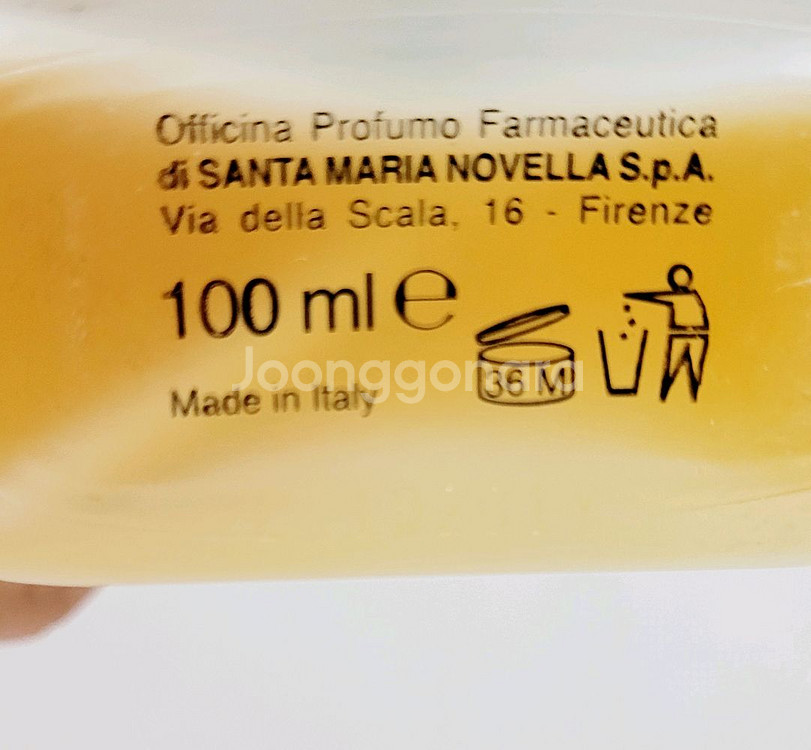 Officina Profumo Farmaceutica
di SANTA MARIA NOVELLA S.p.A.
Via della Scala, 16 - Firenze
100 ml ℮
36 M
Made in Italy
Joonggonara